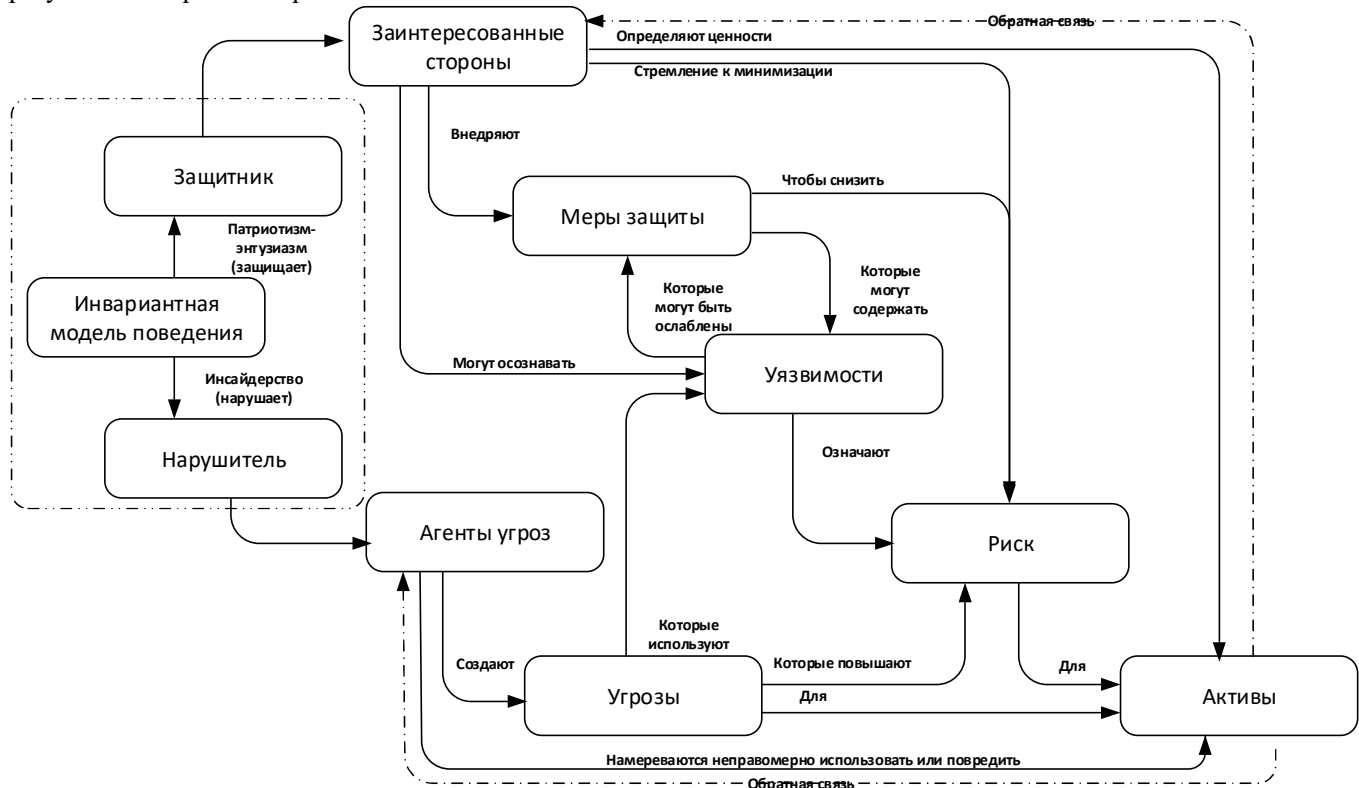 Обратная связь
Заинтересованные
стороны
Определяют ценности
Стремление к минимизации
Внедряют
Защитник
Чтобы снизить
Меры защиты
Патриотизм-
энтузиазм
(защищает)
Которые
могут
содержать
Которые
могут быть
ослаблены
Инвариантная
модель поведения
Могут осознавать
Уязвимости
Инсайдерство
(нарушает)
Означают
Нарушитель
Агенты угроз
Риск
Которые
используют
Создают
Которые повышают
Для
Угрозы
Для
Активы
Намереваются неправомерно использовать или повредить
Обратная связь